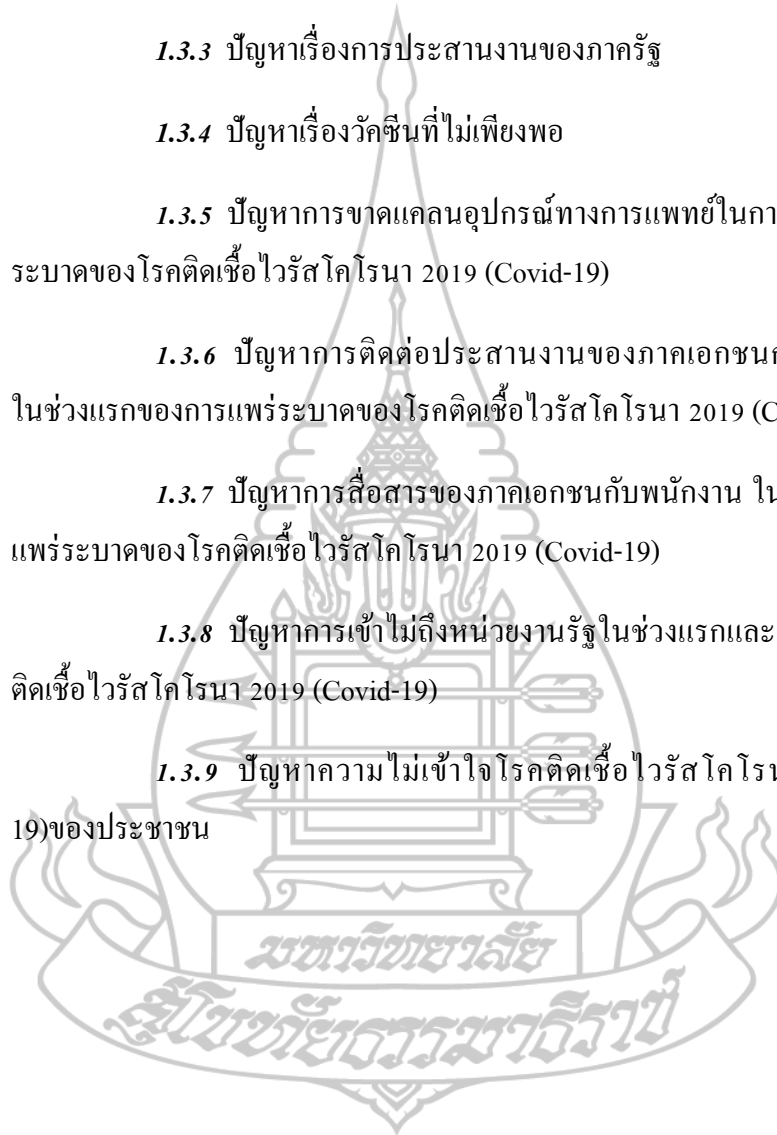 1.3.3 ปัญหาเรื่องการประสานงานของภาครัฐ
1.3.4 ปัญหาเรื่องวัคซีนที่ไม่เพียงพอ
1.3.5 ปัญหาการขาดแคลนอุปกรณ์ทางการแพทย์ในกา
ระบาดของโรคติดเชื้อไวรัสโคโรนา 2019 (Covid-19)
1.3.6 ปัญหาการติดต่อประสานงานของภาคเอกชนก
ในช่วงแรกของการแพร่ระบาดของโรคติดเชื้อไวรัสโคโรนา 2019 (C
1.3.7 ปัญหาการสื่อสารของภาคเอกชนกับพนักงาน ใน
แพร่ระบาดของโรคติดเชื้อไวรัสโคโรนา 2019 (Covid-19)
1.3.8 ปัญหาการเข้าไม่ถึงหน่วยงานรัฐในช่วงแรกและ
ติดเชื้อไวรัสโคโรนา 2019 (Covid-19)
1.3.9 ปัญหาความไม่เข้าใจโรคติดเชื้อไวรัสโคโรน
19)ของประชาชน
มหาวิทยาลัย
สุโขทัยธรรมาธิราช